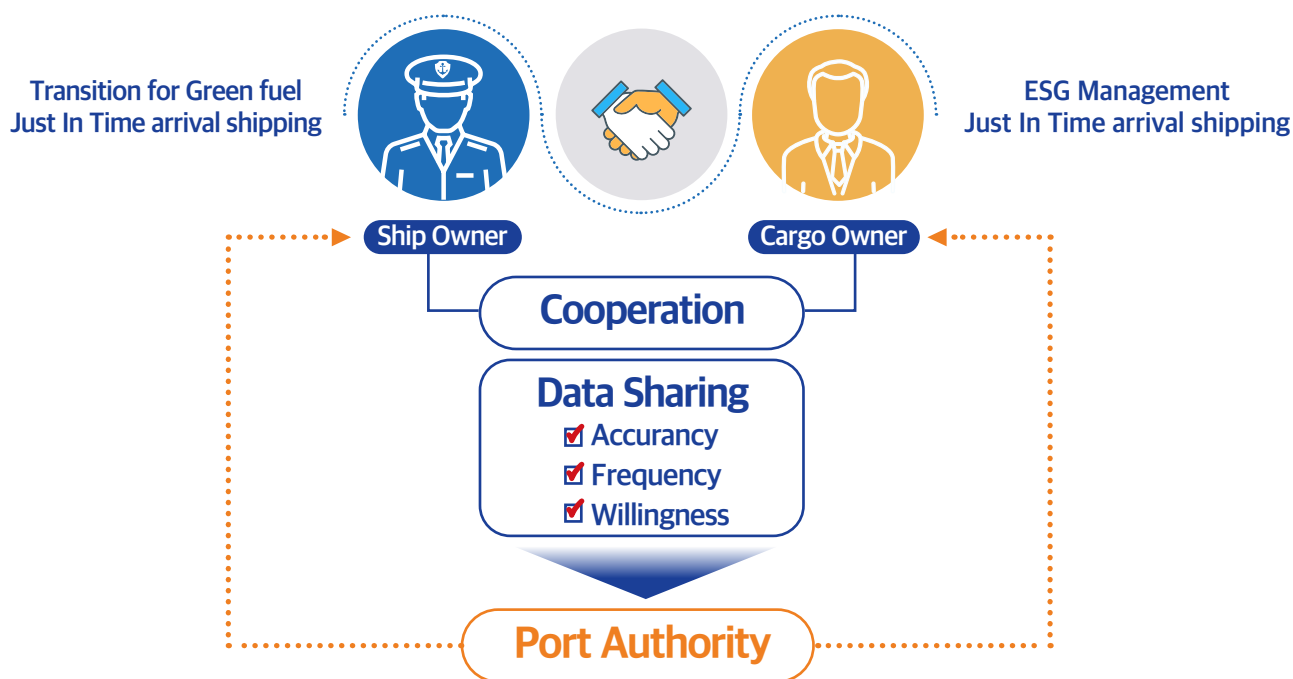 Transition for Green fuel
Just In Time arrival shipping
ESG Management
Just In Time arrival shipping
Ship Owner
Cargo Owner
Cooperation
Data Sharing
Accurancy
Frequency
Willingness
Port Authority